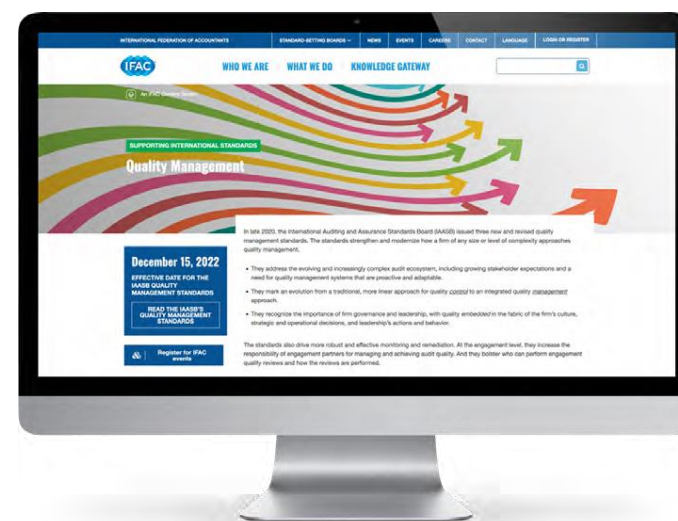 INTERNATIONAL FEDERATION OF ACCOUNTANTS
STANDARD-SETTING BOARDS
NEWS
EVENTS
CAREERS
CONTACT
LANGUAGE
LOGIN OR REGISTER
IFAC
WHO WE ARE
WHAT WE DO
KNOWLEDGE GATEWAY
An IFAC
SUPPORTING INTERNATIONAL STANDARDS
Quality Management
In late 2020, the International Auditing and Assurance Standards Board (IAASB) issued three new and revised quality
management standards. The standards strengthen and modernize how a firm of any size or level of complexity approaches
quality management.
• They address the evolving and increasingly complex audit ecosystem, including growing stakeholder expectations and a
need for quality management systems that are proactive and adaptable.
• They mark an evolution from a traditional, more linear approach for quality control to an integrated quality management
approach.
• They recognize the importance of firm governance and leadership, with quality embedded in the fabric of the firm's culture,
strategic and operational decisions, and leadership's actions and behavior.
The standards also drive more robust and effective monitoring and remediation. At the engagement level, they increase the
responsibility of engagement partners for managing and achieving audit quality. And they bolster who can perform engagement
quality reviews and how the reviews are performed.
December 15, 2022
EFFECTIVE DATE FOR THE
IAASB QUALITY
MANAGEMENT STANDARDS
READ THE IAASB'S
QUALITY MANAGEMENT
STANDARDS
Register for IFAC
events